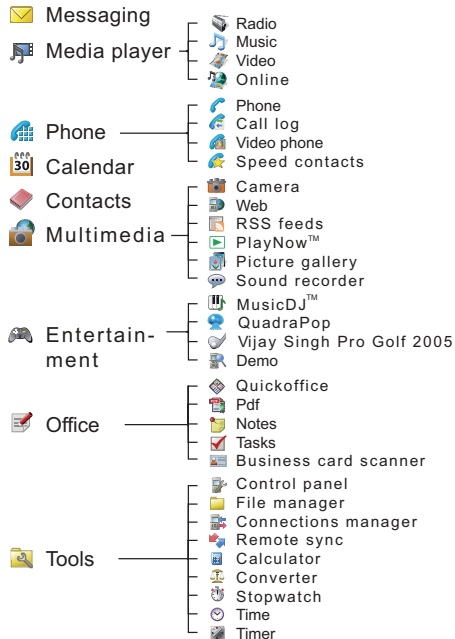 Messaging
Media player
Radio
Music
Video
Online
Phone
Phone
Call log
Video phone
Speed contacts
30
Calendar
Contacts
Multimedia
Camera
Web
RSS feeds
PlayNow™
Picture gallery
Sound recorder
Entertain-
ment
MusicDJ™
QuadraPop
Vijay Singh Pro Golf 2005
Demo
Office
Quickoffice
Pdf
Notes
Tasks
Business card scanner
Tools
Control panel
File manager
Connections manager
Remote sync
Calculator
Converter
Stopwatch
Time
Timer